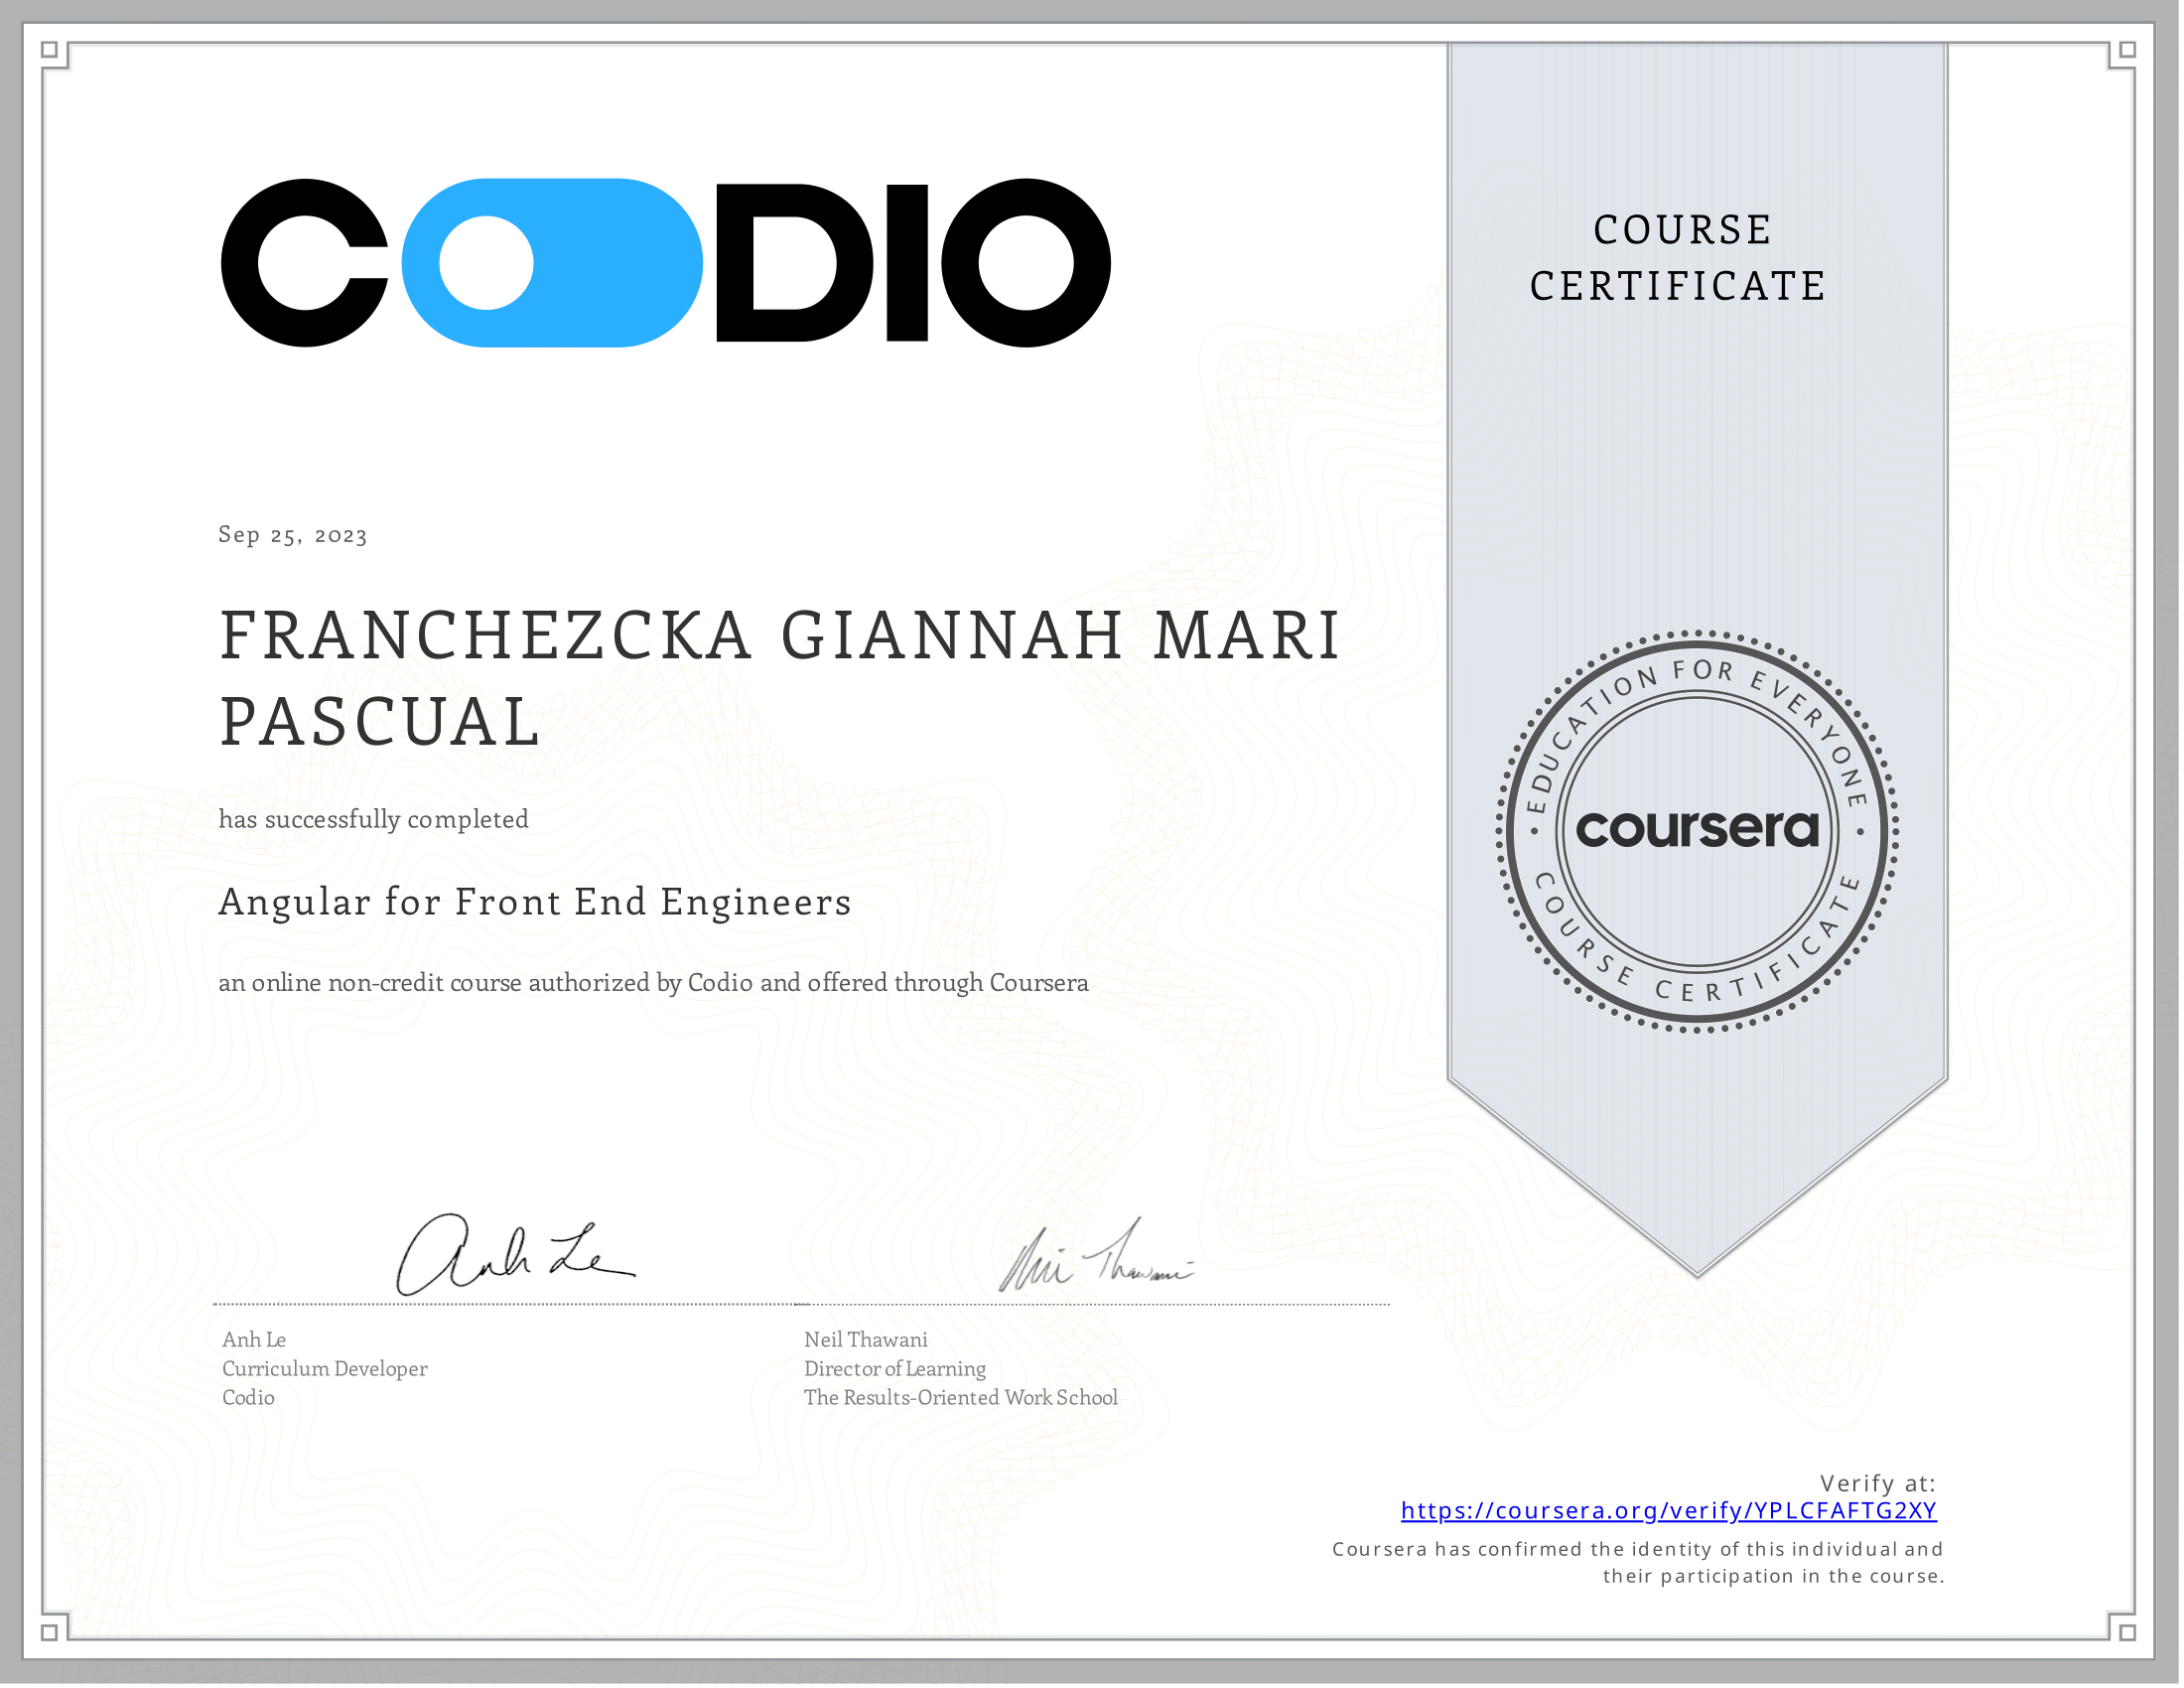 CODIO
COURSE
CERTIFICATE
Sep 25, 2023
FRANCHEZCKA GIANNAH MARI
PASCUAL
has successfully completed
Angular for Front End Engineers
an online non-credit course authorized by Codio and offered through Coursera
EDUCATION FOR EVERYONE
coursera
COURSE CERTIFICATE
Anh Le
Neil Thawani
Anh Le
Curriculum Developer
Codio
Neil Thawani
Director of Learning
The Results-Oriented Work School
Verify at:
https://coursera.org/verify/YPLCFAFTG2XY
Coursera has confirmed the identity of this individual and
their participation in the course.